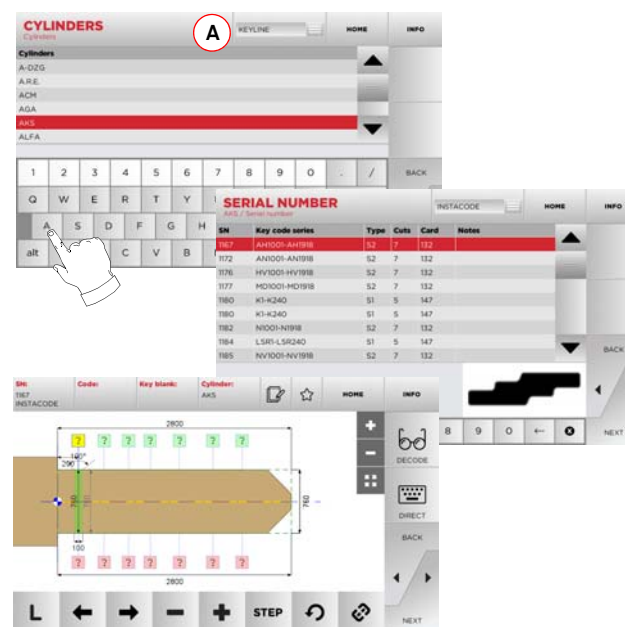 CYLINDERS
Cylinders
A
KEYLINE
HOME
INFO
Cylinders
A-DZG
A.R.E.
ACM
AGA
AKS
ALFA
1 2 3 4 5 6 7 8 9 0 . /
BACK
Q W E R T Y
A S D F G H
alt C V B
SERIAL NUMBER
AKS / Serial number
INSTACODE
HOME
INFO
SN Key code series Type Cuts Card Notes
1167 AH1001-AH1918 S2 7 132
1172 AN1001-AN1918 S2 7 132
1176 HV1001-HV1918 S2 7 132
1177 MD1001-MD1918 S2 7 132
1180 K1-K240 S1 5 147
1180 K1-K240 S1 5 147
1182 N1001-N1918 S2 7 132
1184 LSR1-LSR240 S1 5 147
1185 NV1001-NV1918 S2 7 132
BACK
8 9 0 ←
NEXT
SN: Code: Key blank: Cylinder:
1167 AKS
INSTACODE
HOME
INFO
2800
? ? ? ? ? ? ?
100°
290
760 760 760
100
? ? ? ? ? ? ?
2800
DECODE
DIRECT
BACK
L ← → − + STEP
NEXT